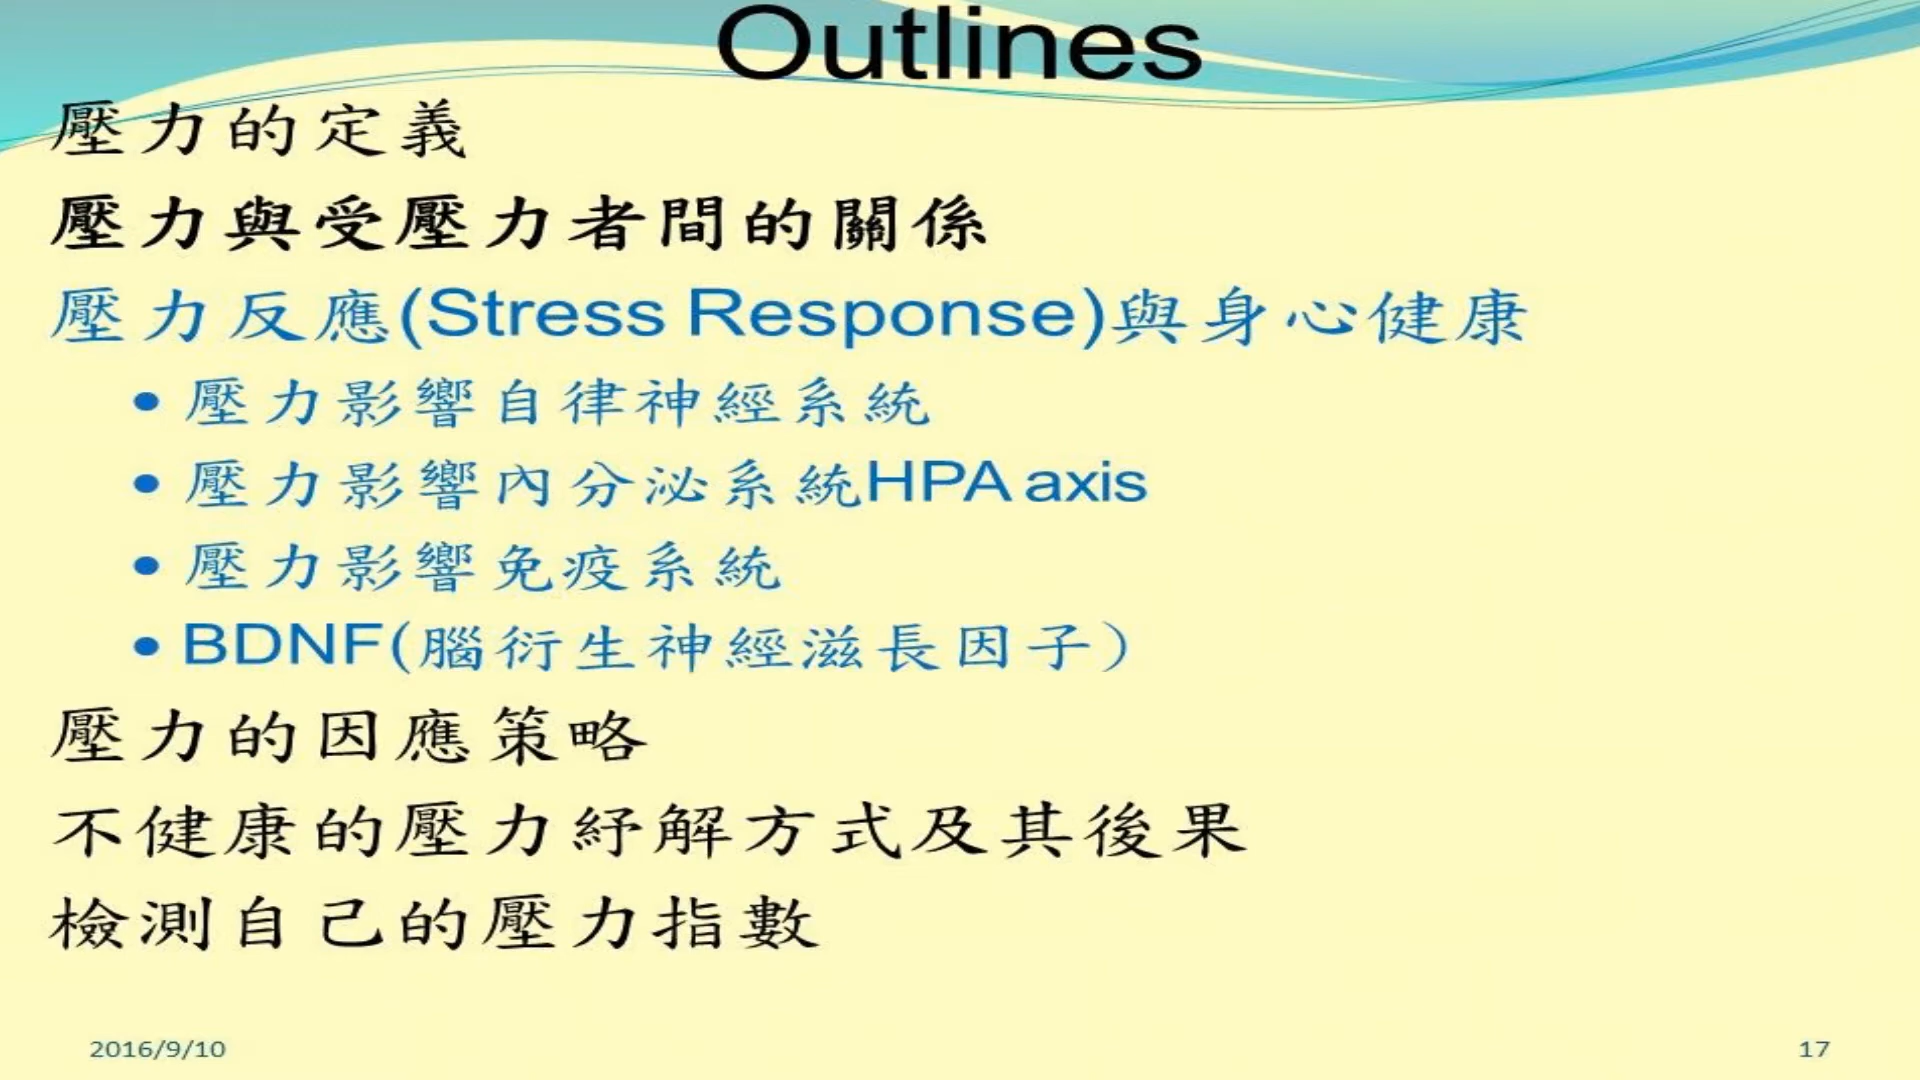 Outlines
壓力的定義
壓力與受壓力者間的關係
壓力反應(Stress Response)與身心健康
• 壓力影響自律神經系統
• 壓力影響內分泌系統HPA axis
• 壓力影響免疫系統
• BDNF(腦衍生神經滋長因子)
壓力的因應策略
不健康的壓力紓解方式及其後果
檢測自己的壓力指數
2016/9/10
17